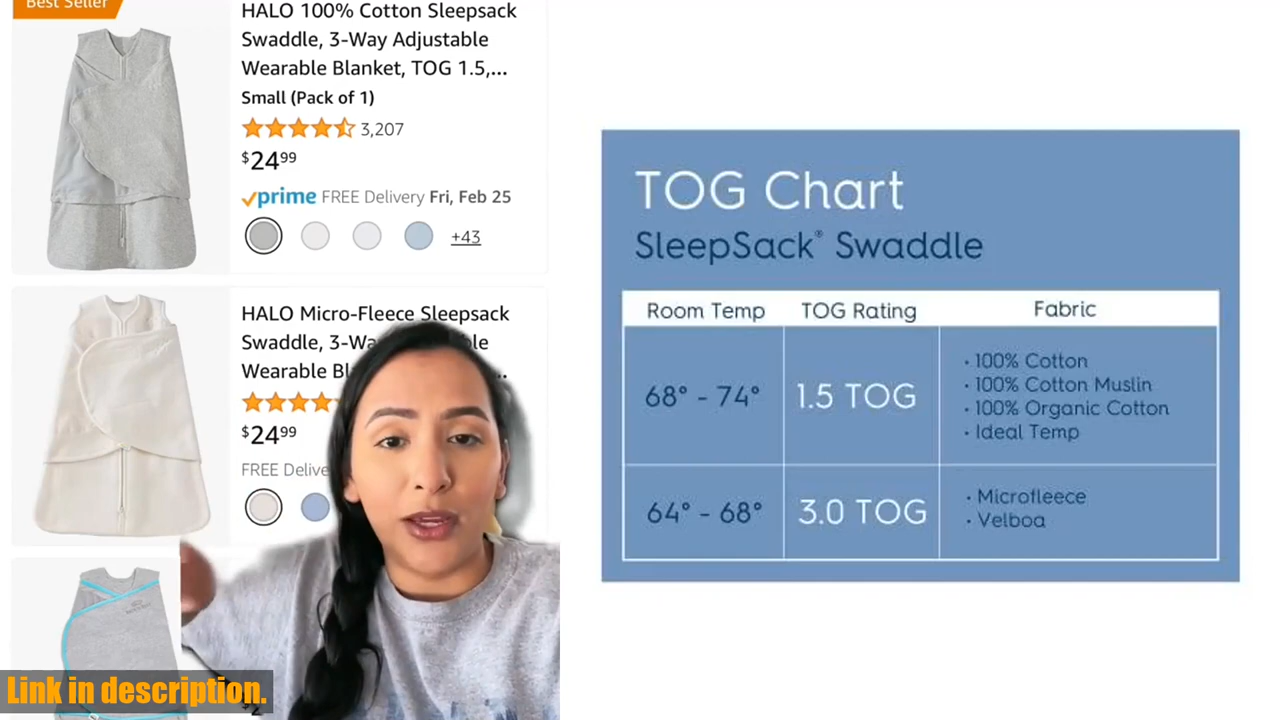 Best Seller
HALO 100% Cotton Sleepsack
Swaddle, 3-Way Adjustable
Wearable Blanket, TOG 1.5,...
Small (Pack of 1)
3,207
$24 99
prime FREE Delivery Fri, Feb 25
+43
HALO Micro-Fleece Sleepsack
Swaddle, 3-Wa ble
Wearable Bl ..
$24 99
FREE Delive
Link in description.
TOG Chart
SleepSack® Swaddle
Room Temp TOG Rating Fabric
68° - 74° 1.5 TOG
• 100% Cotton
• 100% Cotton Muslin
• 100% Organic Cotton
• Ideal Temp
64° - 68° 3.0 TOG
• Microfleece
• Velboa